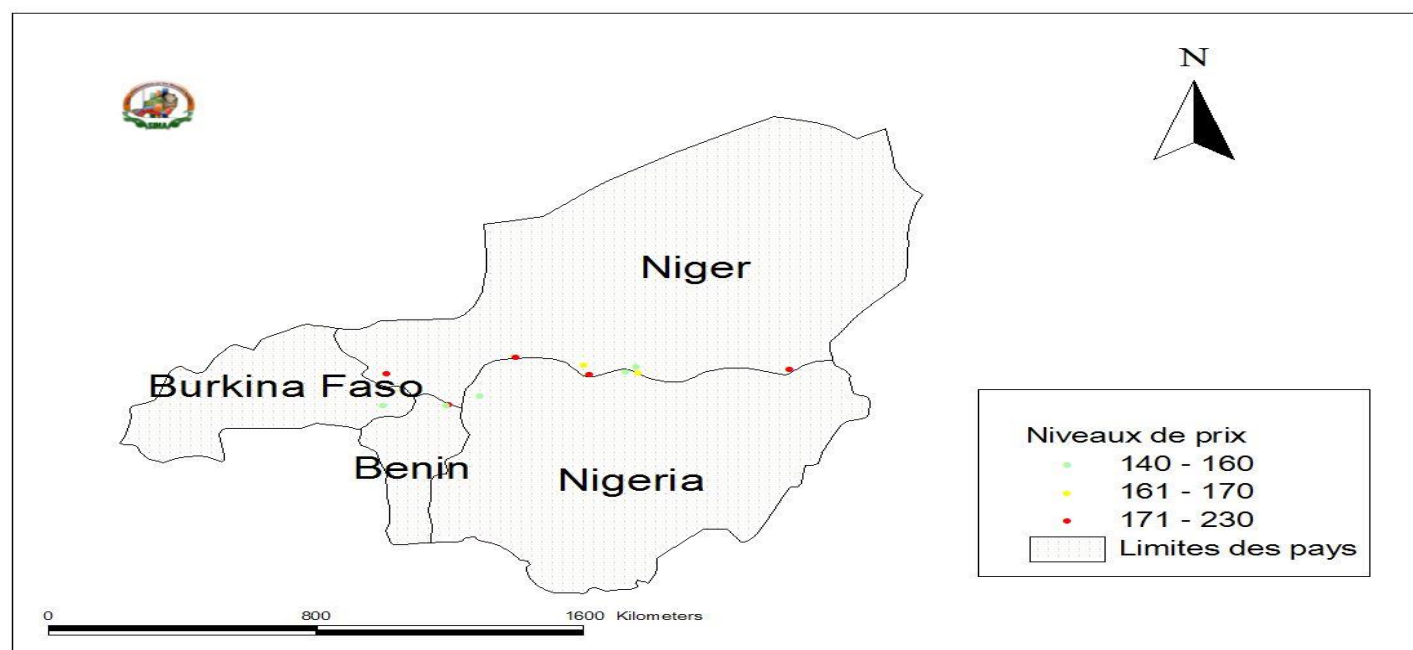 N
Niger
Burkina Faso
Benin
Nigeria
Niveaux de prix
140 - 160
161 - 170
171 - 230
Limites des pays
0 800 1600 Kilometers